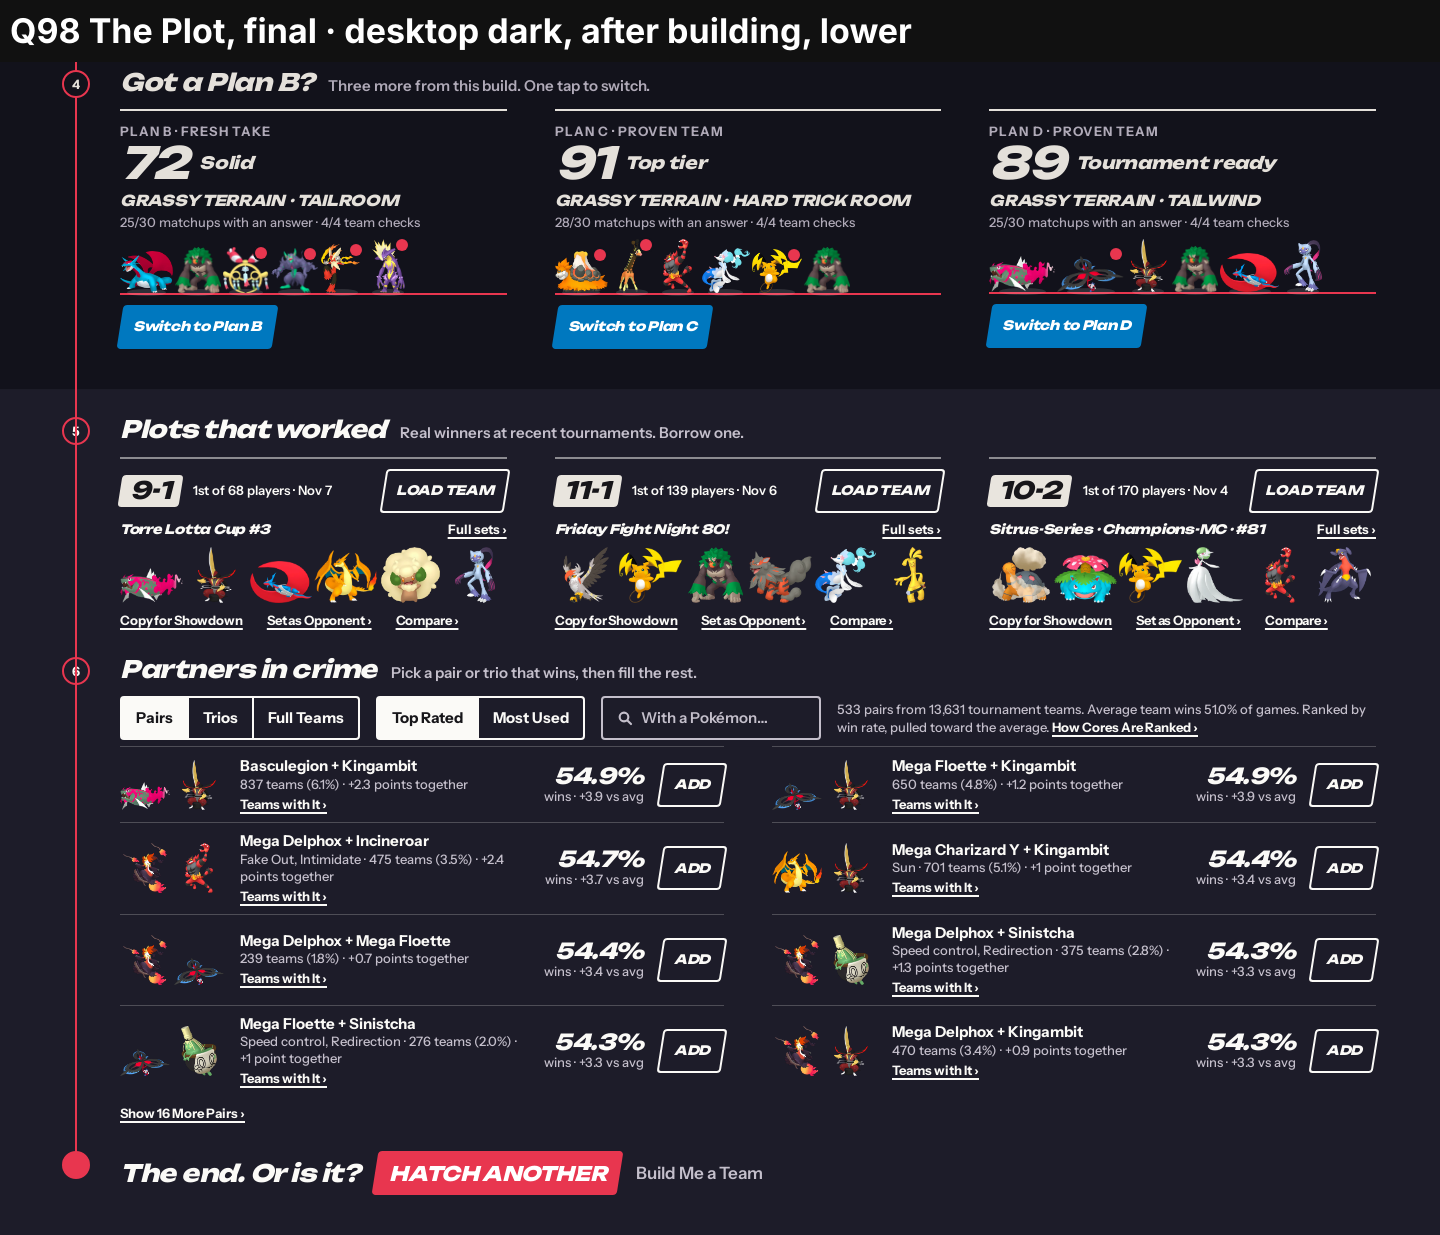 Q98 The Plot, final · desktop dark, after building, lower
4
Got a Plan B? Three more from this build. One tap to switch.
PLAN B · FRESH TAKE
72 Solid
GRASSY TERRAIN · TAILROOM
25/30 matchups with an answer · 4/4 team checks
Switch to Plan B
PLAN C · PROVEN TEAM
91 Top tier
GRASSY TERRAIN · HARD TRICK ROOM
28/30 matchups with an answer · 4/4 team checks
Switch to Plan C
PLAN D · PROVEN TEAM
89 Tournament ready
GRASSY TERRAIN · TAILWIND
25/30 matchups with an answer · 4/4 team checks
Switch to Plan D
5
Plots that worked Real winners at recent tournaments. Borrow one.
9-1 1st of 68 players · Nov 7 LOAD TEAM
Torre Lotta Cup #3 Full sets ›
Copy for Showdown Set as Opponent › Compare ›
11-1 1st of 139 players · Nov 6 LOAD TEAM
Friday Fight Night 80! Full sets ›
Copy for Showdown Set as Opponent › Compare ›
10-2 1st of 170 players · Nov 4 LOAD TEAM
Sitrus-Series · Champions-MC · #81 Full sets ›
Copy for Showdown Set as Opponent › Compare ›
6
Partners in crime Pick a pair or trio that wins, then fill the rest.
Pairs Trios Full Teams Top Rated Most Used With a Pokémon...
533 pairs from 13,631 tournament teams. Average team wins 51.0% of games. Ranked by
win rate, pulled toward the average. How Cores Are Ranked ›
Basculegion + Kingambit
837 teams (6.1%) · +2.3 points together
Teams with It ›
54.9%
wins · +3.9 vs avg
ADD
Mega Floette + Kingambit
650 teams (4.8%) · +1.2 points together
Teams with It ›
54.9%
wins · +3.9 vs avg
ADD
Mega Delphox + Incineroar
Fake Out, Intimidate · 475 teams (3.5%) · +2.4
points together
Teams with It ›
54.7%
wins · +3.7 vs avg
ADD
Mega Charizard Y + Kingambit
Sun · 701 teams (5.1%) · +1 point together
Teams with It ›
54.4%
wins · +3.4 vs avg
ADD
Mega Delphox + Mega Floette
239 teams (1.8%) · +0.7 points together
Teams with It ›
54.4%
wins · +3.4 vs avg
ADD
Mega Delphox + Sinistcha
Speed control, Redirection · 375 teams (2.8%) ·
+1.3 points together
Teams with It ›
54.3%
wins · +3.3 vs avg
ADD
Mega Floette + Sinistcha
Speed control, Redirection · 276 teams (2.0%) ·
+1 point together
Teams with It ›
54.3%
wins · +3.3 vs avg
ADD
Mega Delphox + Kingambit
470 teams (3.4%) · +0.9 points together
Teams with It ›
54.3%
wins · +3.3 vs avg
ADD
Show 16 More Pairs ›
The end. Or is it? HATCH ANOTHER Build Me a Team